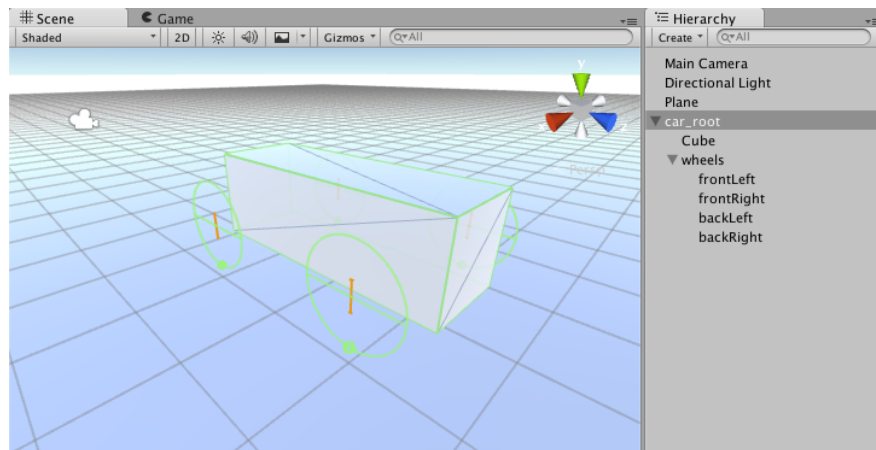 Scene
Game
Shaded
2D
Gizmos
All
y
x
z
Persp
Hierarchy
Create
All
Main Camera
Directional Light
Plane
car_root
Cube
wheels
frontLeft
frontRight
backLeft
backRight